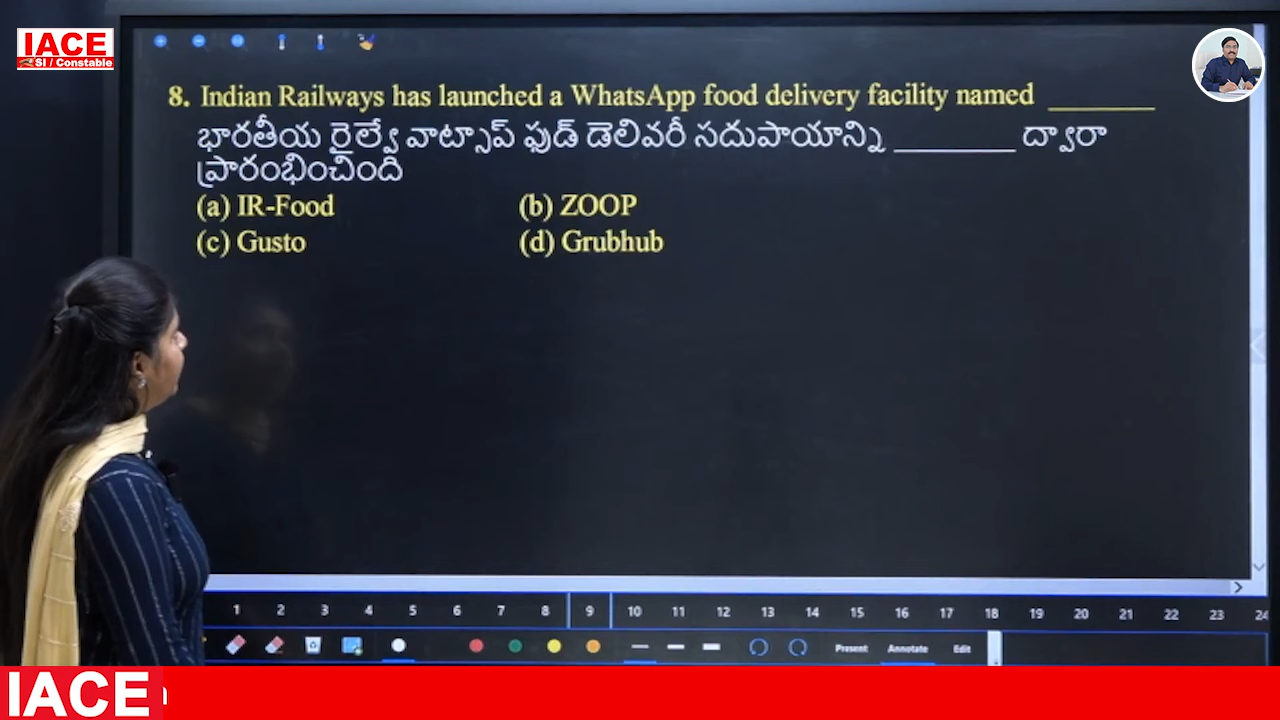 IACE
SI / Constable
8. Indian Railways has launched a WhatsApp food delivery facility named ________
భారతీయ రైల్వే వాట్సాప్ ఫుడ్ డెలివరీ సదుపాయాన్ని ________ ద్వారా
ప్రారంభించింది
(a) IR-Food (b) ZOOP
(c) Gusto (d) Grubhub
1 2 3 4 5 6 7 8 9 10 11 12 13 14 15 16 17 18 19 20 21 22 23 24
Present Annotate Edit
IACE